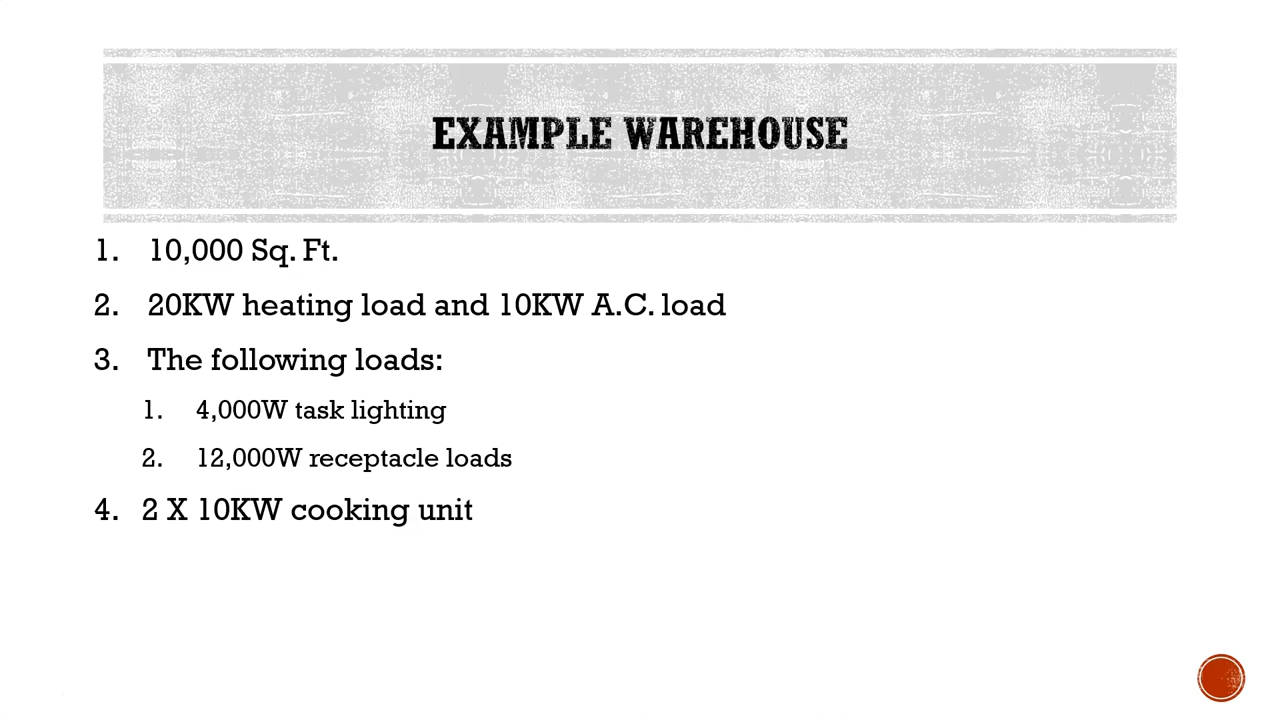 EXAMPLE WAREHOUSE
1. 10,000 Sq. Ft.
2. 20KW heating load and 10KW A.C. load
3. The following loads:
1. 4,000W task lighting
2. 12,000W receptacle loads
4. 2 X 10KW cooking unit